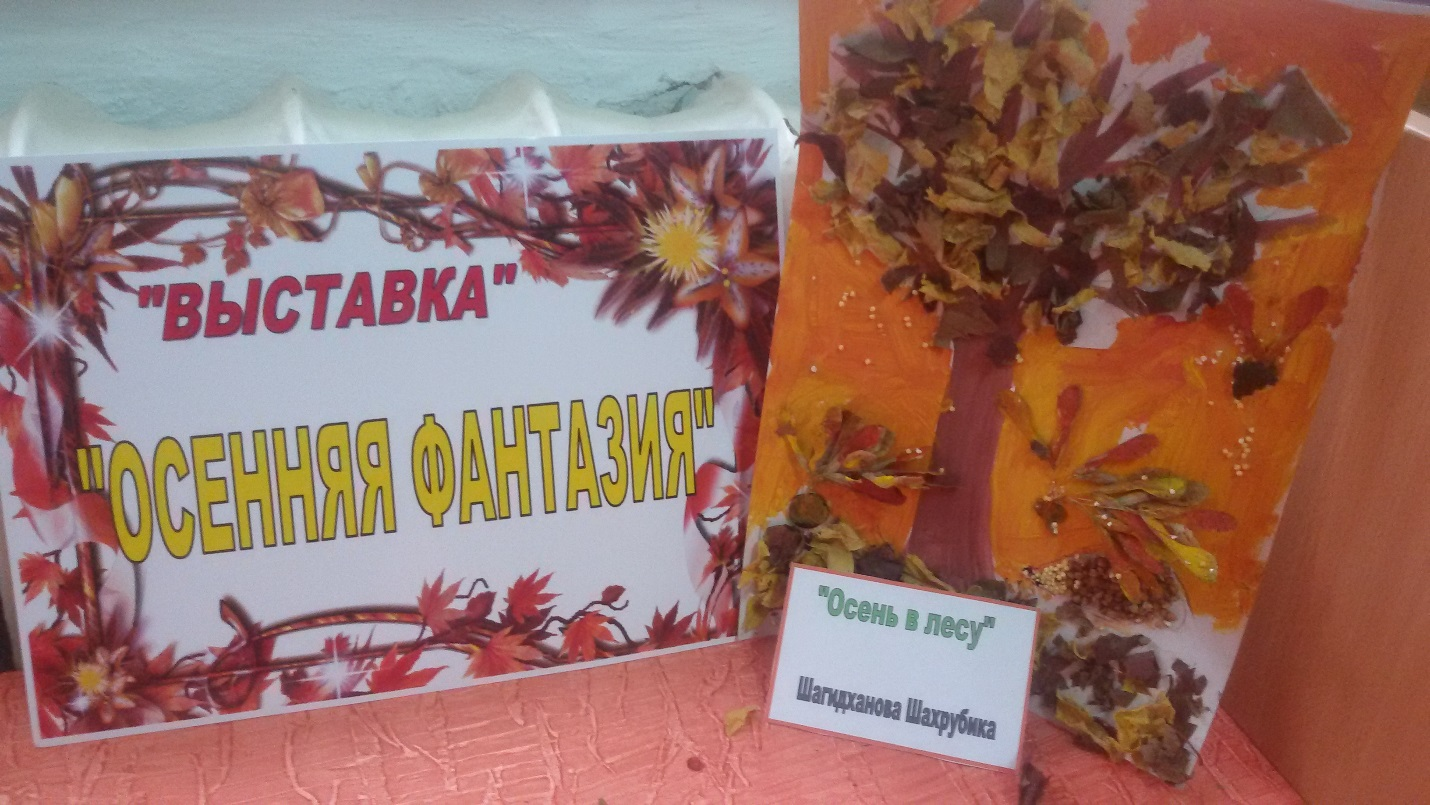 "ВЫСТАВКА"
"ОСЕННЯЯ ФАНТАЗИЯ"
"Осень в лесу"
Шагидханова Шахрубика